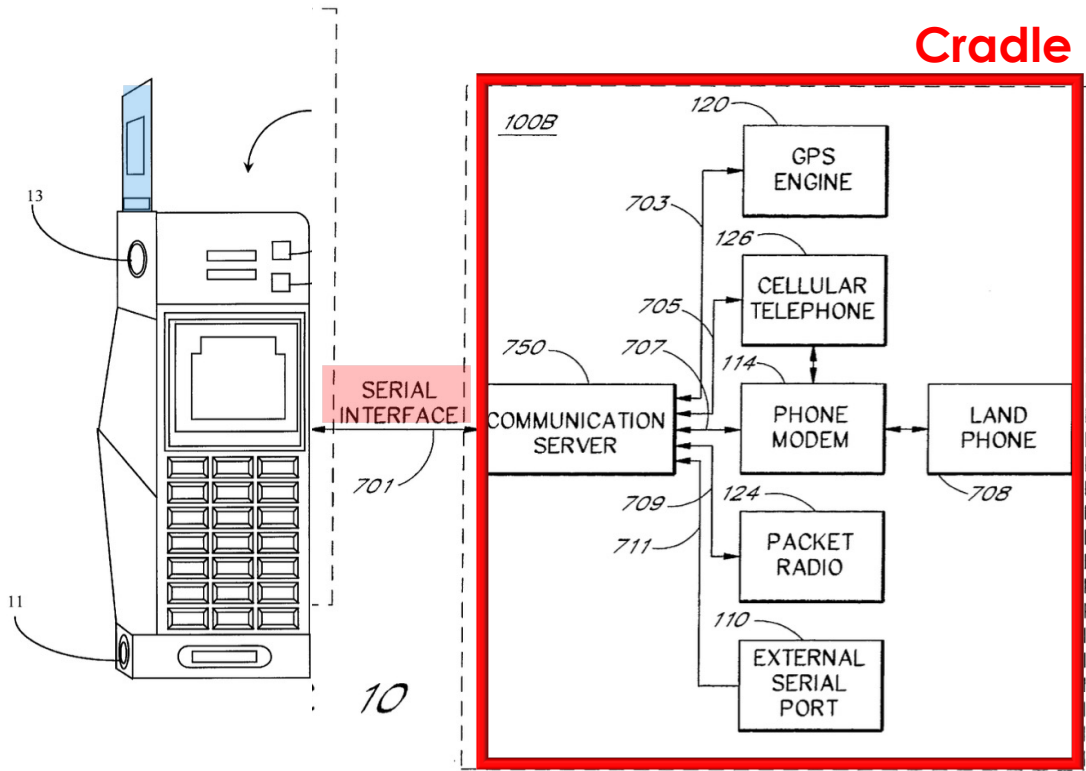 Cradle
120
100B
GPS
ENGINE
13
703
126
CELLULAR
TELEPHONE
705
707
750
114
SERIAL
INTERFACE
COMMUNICATION
SERVER
PHONE
MODEM
LAND
PHONE
701
709
124
708
711
PACKET
RADIO
11
110
EXTERNAL
SERIAL
PORT
10